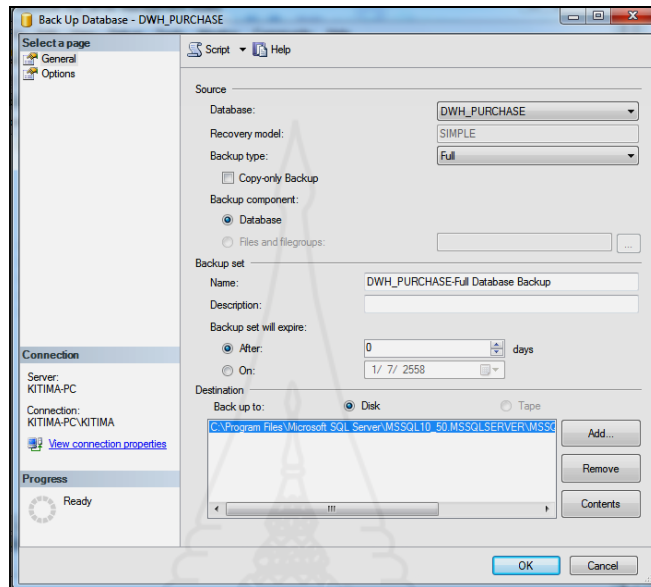 Back Up Database - DWH_PURCHASE
Select a page
General
Options
Script
Help
Source
Database: DWH_PURCHASE
Recovery model: SIMPLE
Backup type: Full
Copy-only Backup
Backup component:
Database
Files and filegroups: ...
Backup set
Name: DWH_PURCHASE-Full Database Backup
Description:
Backup set will expire:
After: 0 days
On: 1/ 7/ 2558
Destination
Back up to: Disk Tape
C:\Program Files\Microsoft SQL Server\MSSQL10_50.MSSQLSERVER\MSSQ
Add...
Remove
Contents
Connection
Server:
KITIMA-PC
Connection:
KITIMA-PC\KITIMA
View connection properties
Progress
Ready
OK Cancel